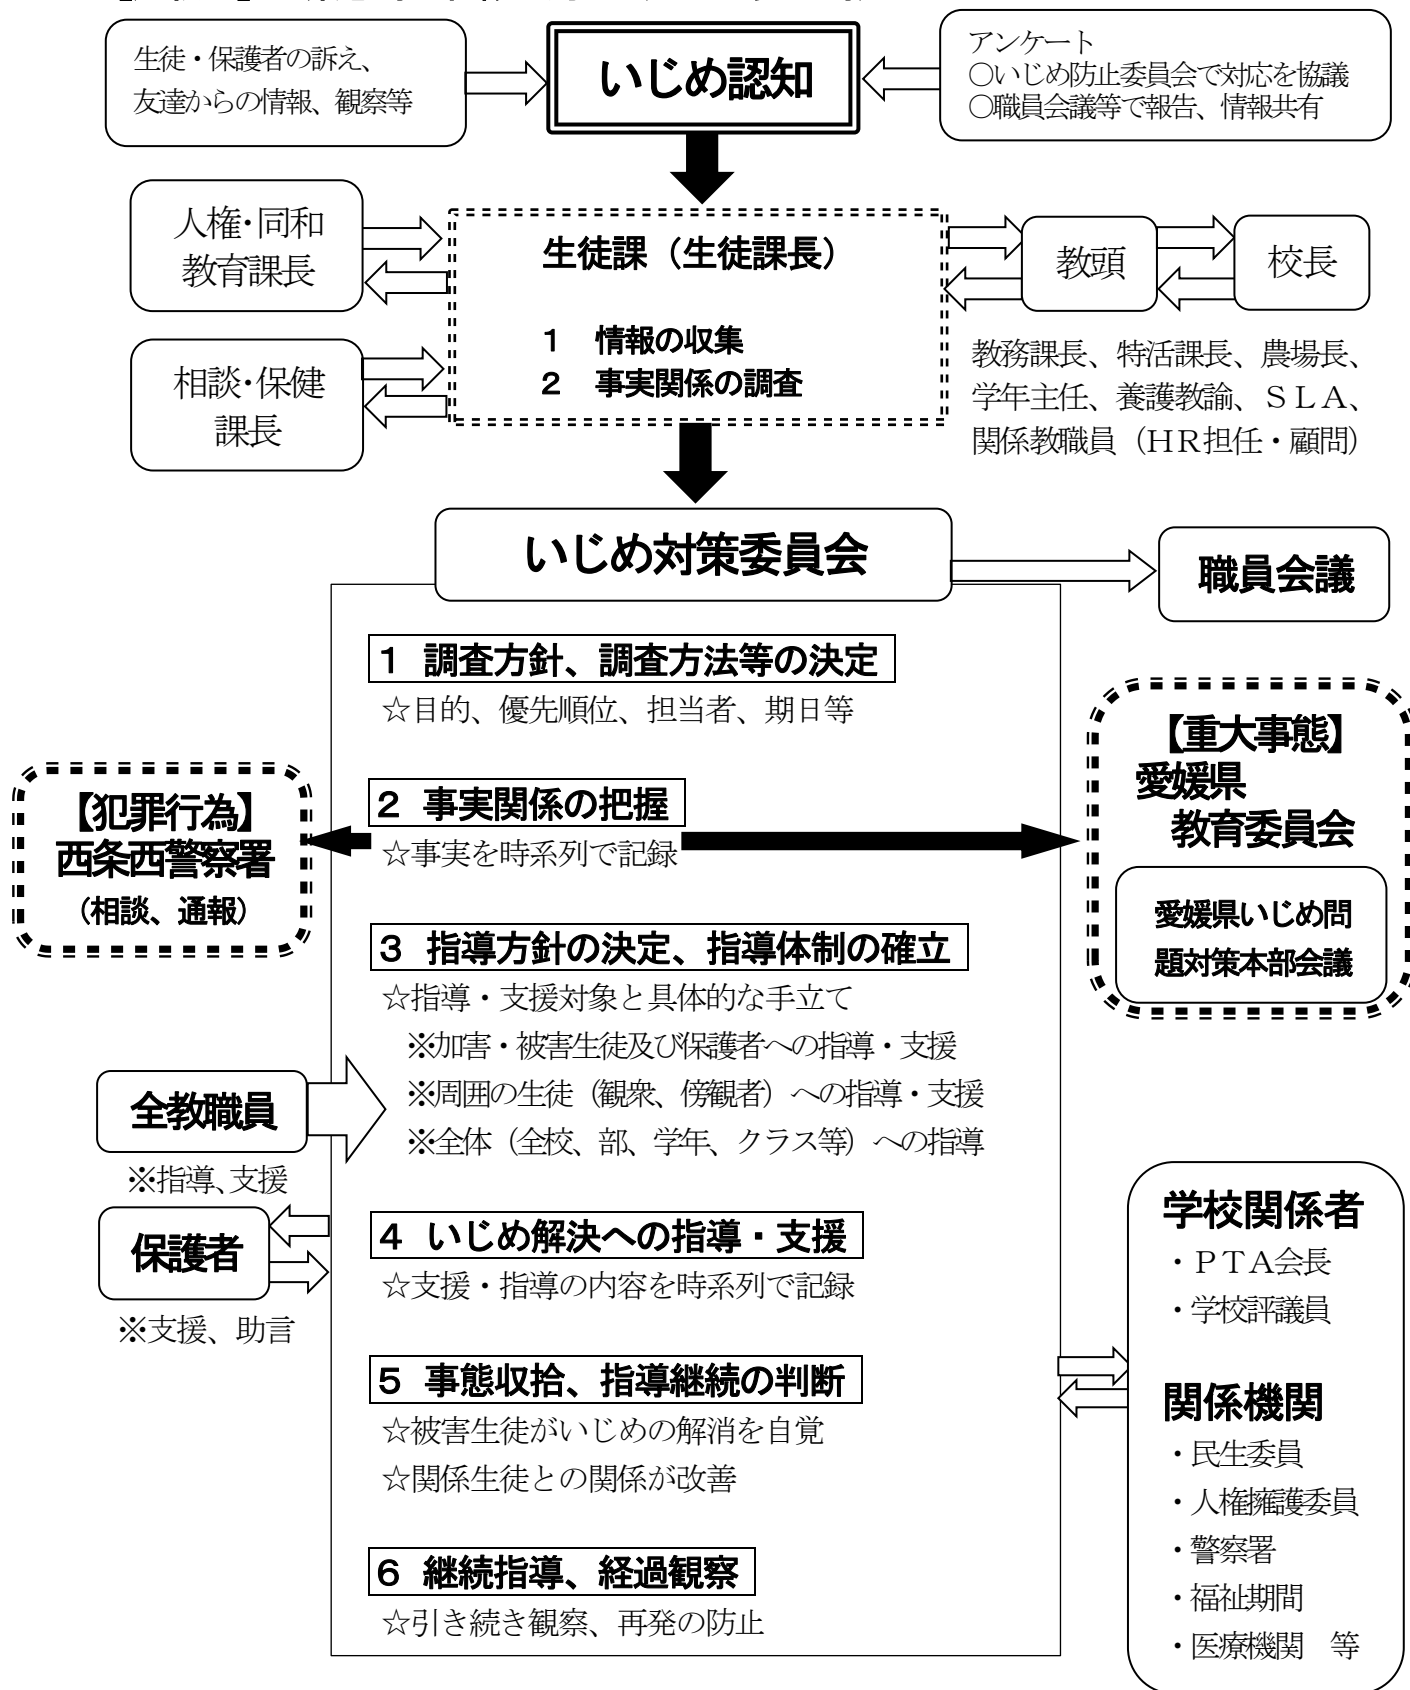 生徒・保護者の訴え、
友達からの情報、観察等
いじめ認知
アンケート
○いじめ防止委員会で対応を協議
○職員会議等で報告、情報共有
人権・同和
教育課長
相談・保健
課長
生徒課（生徒課長）
１　情報の収集
２　事実関係の調査
教頭
校長
教務課長、特活課長、農場長、
学年主任、養護教諭、ＳＬＡ、
関係教職員（ＨＲ担任・顧問）
いじめ対策委員会
職員会議
１　調査方針、調査方法等の決定
☆目的、優先順位、担当者、期日等
２　事実関係の把握
☆事実を時系列で記録
【犯罪行為】
西条西警察署
（相談、通報）
【重大事態】
愛媛県
教育委員会
愛媛県いじめ問
題対策本部会議
３　指導方針の決定、指導体制の確立
☆指導・支援対象と具体的な手立て
※加害・被害生徒及び保護者への指導・支援
※周囲の生徒（観衆、傍観者）への指導・支援
※全体（全校、部、学年、クラス等）への指導
全教職員
※指導、支援
保護者
※支援、助言
４　いじめ解決への指導・支援
☆支援・指導の内容を時系列で記録
５　事態収拾、指導継続の判断
☆被害生徒がいじめの解消を自覚
☆関係生徒との関係が改善
６　継続指導、経過観察
☆引き続き観察、再発の防止
学校関係者
・ＰＴＡ会長
・学校評議員
関係機関
・民生委員
・人権擁護委員
・警察署
・福祉期間
・医療機関　等